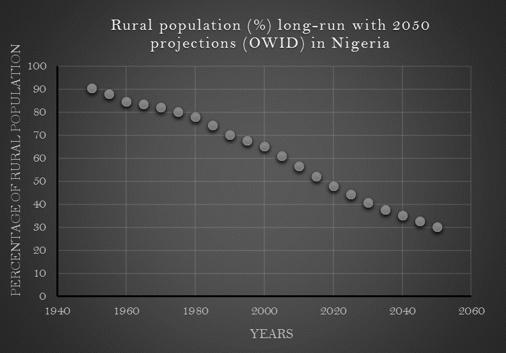 Rural population (%) long-run with 2050
projections (OWID) in Nigeria
PERCENTAGE OF RURAL POPULATION
100
90
80
70
60
50
40
30
20
10
0
1940 1960 1980 2000 2020 2040 2060
YEARS